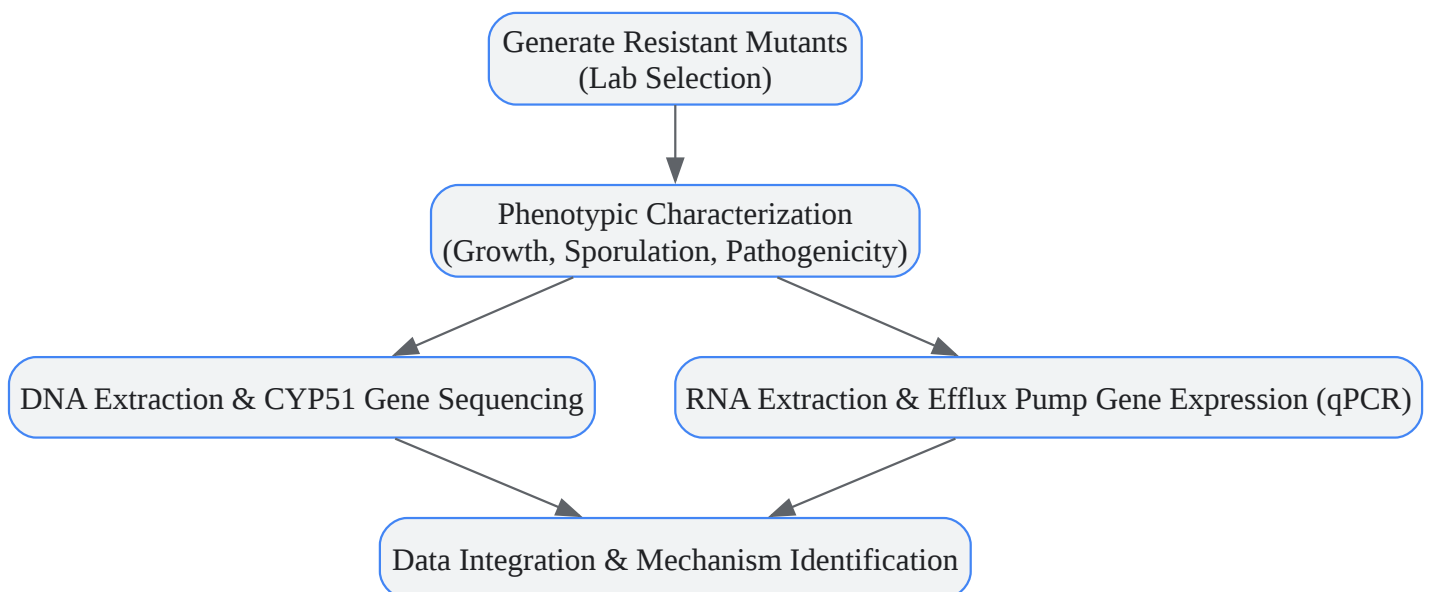 Generate Resistant Mutants
(Lab Selection)
Phenotypic Characterization
(Growth, Sporulation, Pathogenicity)
DNA Extraction & CYP51 Gene Sequencing
RNA Extraction & Efflux Pump Gene Expression (qPCR)
Data Integration & Mechanism Identification